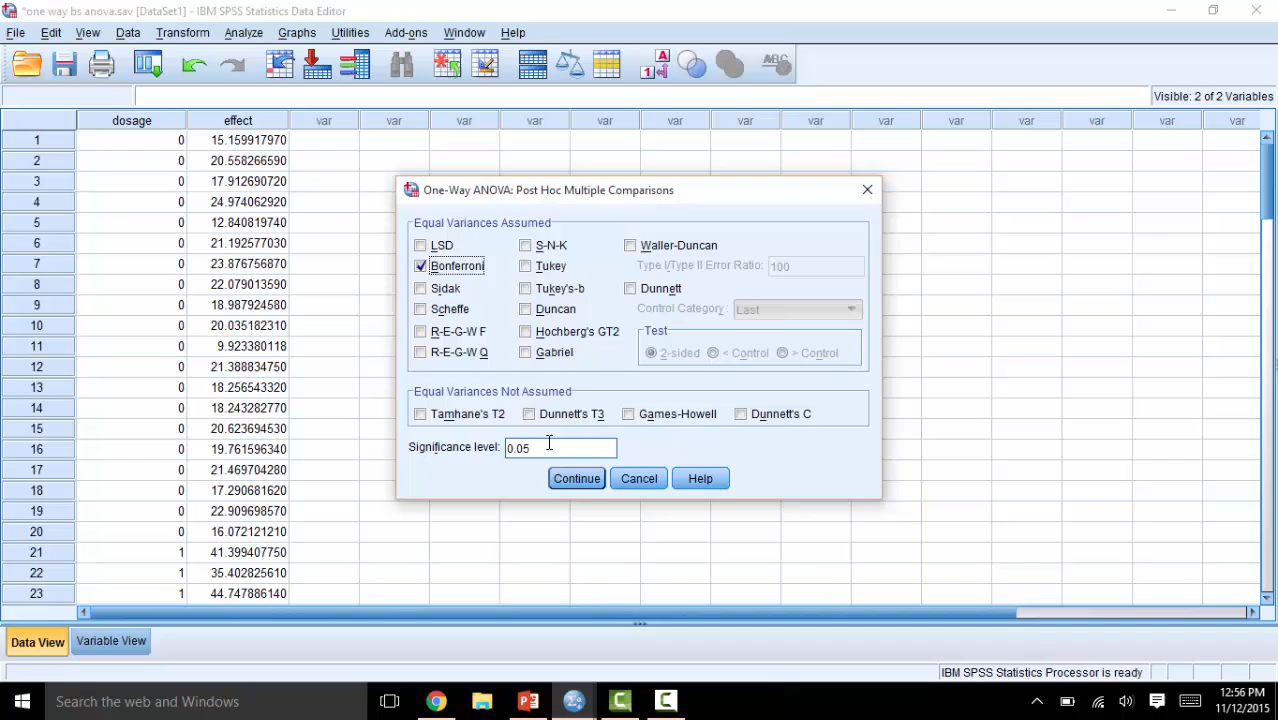 *one way bs anova.sav [DataSet1] - IBM SPSS Statistics Data Editor
File Edit View Data Transform Analyze Graphs Utilities Add-ons Window Help
Visible: 2 of 2 Variables
dosage effect var var var var var var var var var var var var var var
1 0 15.159917970
2 0 20.558266590
3 0 17.912690720
4 0 24.974062920
5 0 12.840819740
6 0 21.192577030
7 0 23.876756870
8 0 22.079013590
9 0 18.987924580
10 0 20.035182310
11 0 9.923380118
12 0 21.388834750
13 0 18.256543320
14 0 18.243282770
15 0 20.623694530
16 0 19.761596340
17 0 21.469704280
18 0 17.290681620
19 0 22.909698570
20 0 16.072121210
21 1 41.399407750
22 1 35.402825610
23 1 44.747886140
One-Way ANOVA: Post Hoc Multiple Comparisons
Equal Variances Assumed
LSD S-N-K Waller-Duncan
Bonferroni Tukey Type I/Type II Error Ratio: 100
Sidak Tukey's-b Dunnett
Scheffe Duncan Control Category: Last
R-E-G-W F Hochberg's GT2 Test
R-E-G-W Q Gabriel 2-sided < Control > Control
Equal Variances Not Assumed
Tamhane's T2 Dunnett's T3 Games-Howell Dunnett's C
Significance level: 0.05
Continue Cancel Help
Data View Variable View
IBM SPSS Statistics Processor is ready
Search the web and Windows
12:56 PM
11/12/2015